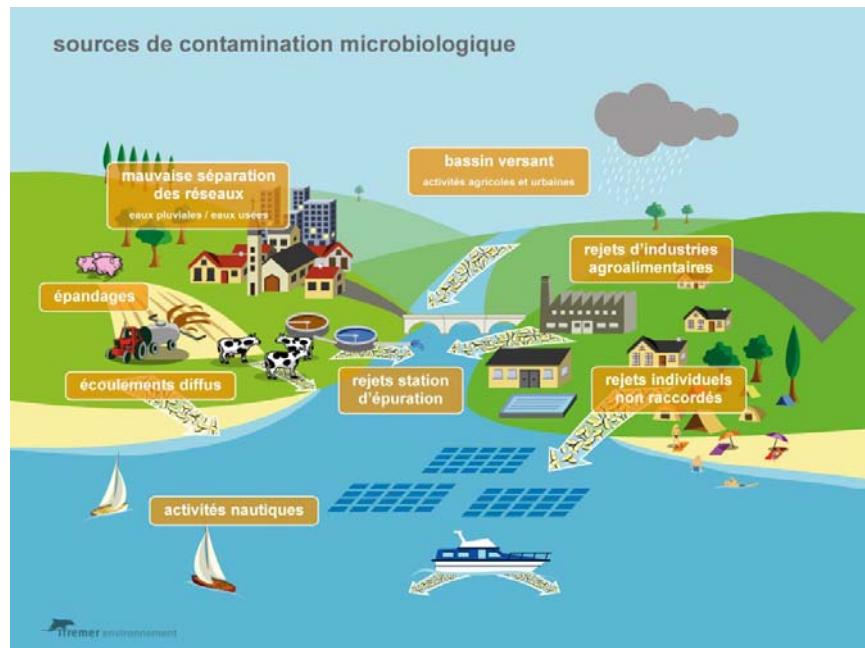 sources de contamination microbiologique
bassin versant
activités agricoles et urbaines
mauvaise séparation
des réseaux
eaux pluviales / eaux usées
rejets d'industries
agroalimentaires
épandages
écoulements diffus
rejets station
d'épuration
rejets individuels
non raccordés
activités nautiques
ifremer environnement